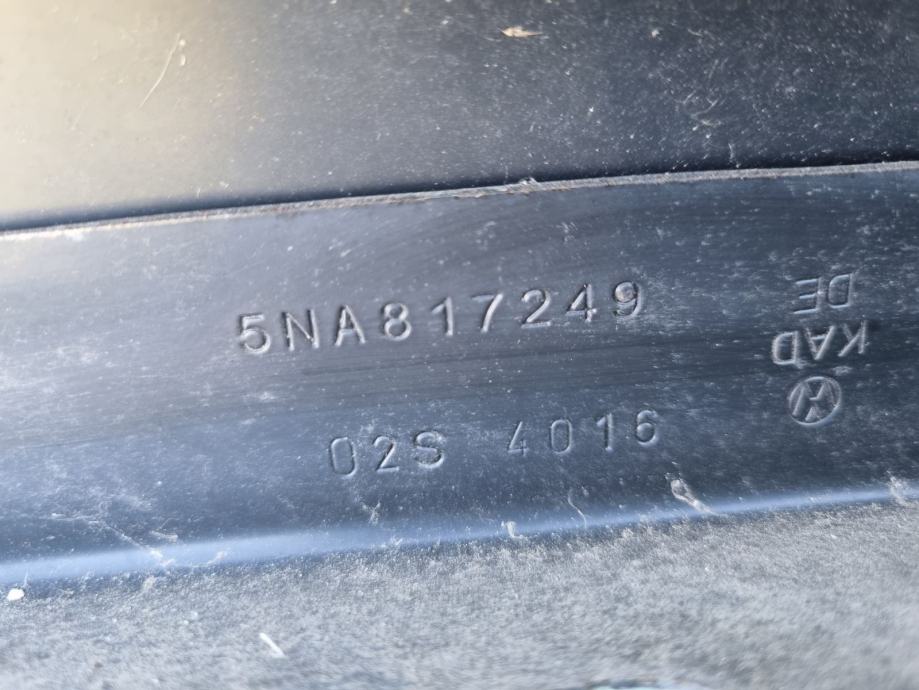 5NA817249
02S 4016
DE
KAD